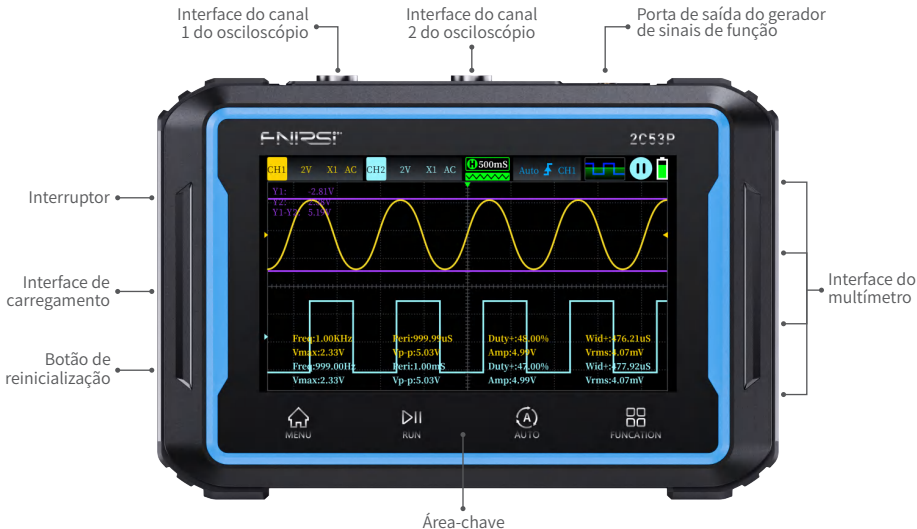 Interface do canal
1 do osciloscópio
Interface do canal
2 do osciloscópio
Porta de saída do gerador
de sinais de função
FNIRSI
2C53P
CH1 2V X1 AC CH2 2V X1 AC H 500mS Auto CH1
Y1: -2.81V
Y1-Y2: 5.19V
Interruptor
Interface de
carregamento
Botão de
reinicialização
Interface do
multímetro
Freq:1.00KHz Peri:999.99uS Duty+:48.00% Wid+:476.21uS
Vmax:2.33V Vp-p:5.03V Amp:4.99V Vrms:4.07mV
Freq:999.00Hz Peri:1.00mS Duty+:47.00% Wid+:477.92uS
Vmax:2.33V Vp-p:5.03V Amp:4.99V Vrms:4.07mV
MENU RUN A AUTO FUNCATION
Área-chave